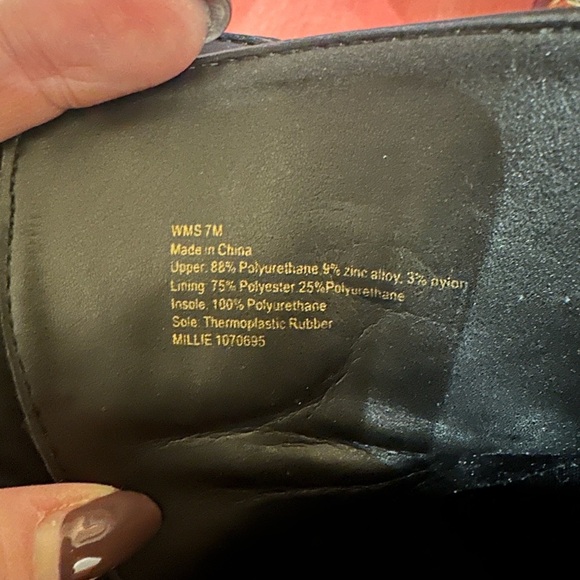 WMS 7M
Made in China
Upper: 88% Polyurethane, 9% zinc alloy, 3% nylon
Lining: 75% Polyester 25%Polyurethane
Insole: 100% Polyurethane
Sole: Thermoplastic Rubber
MILLIE 1070695